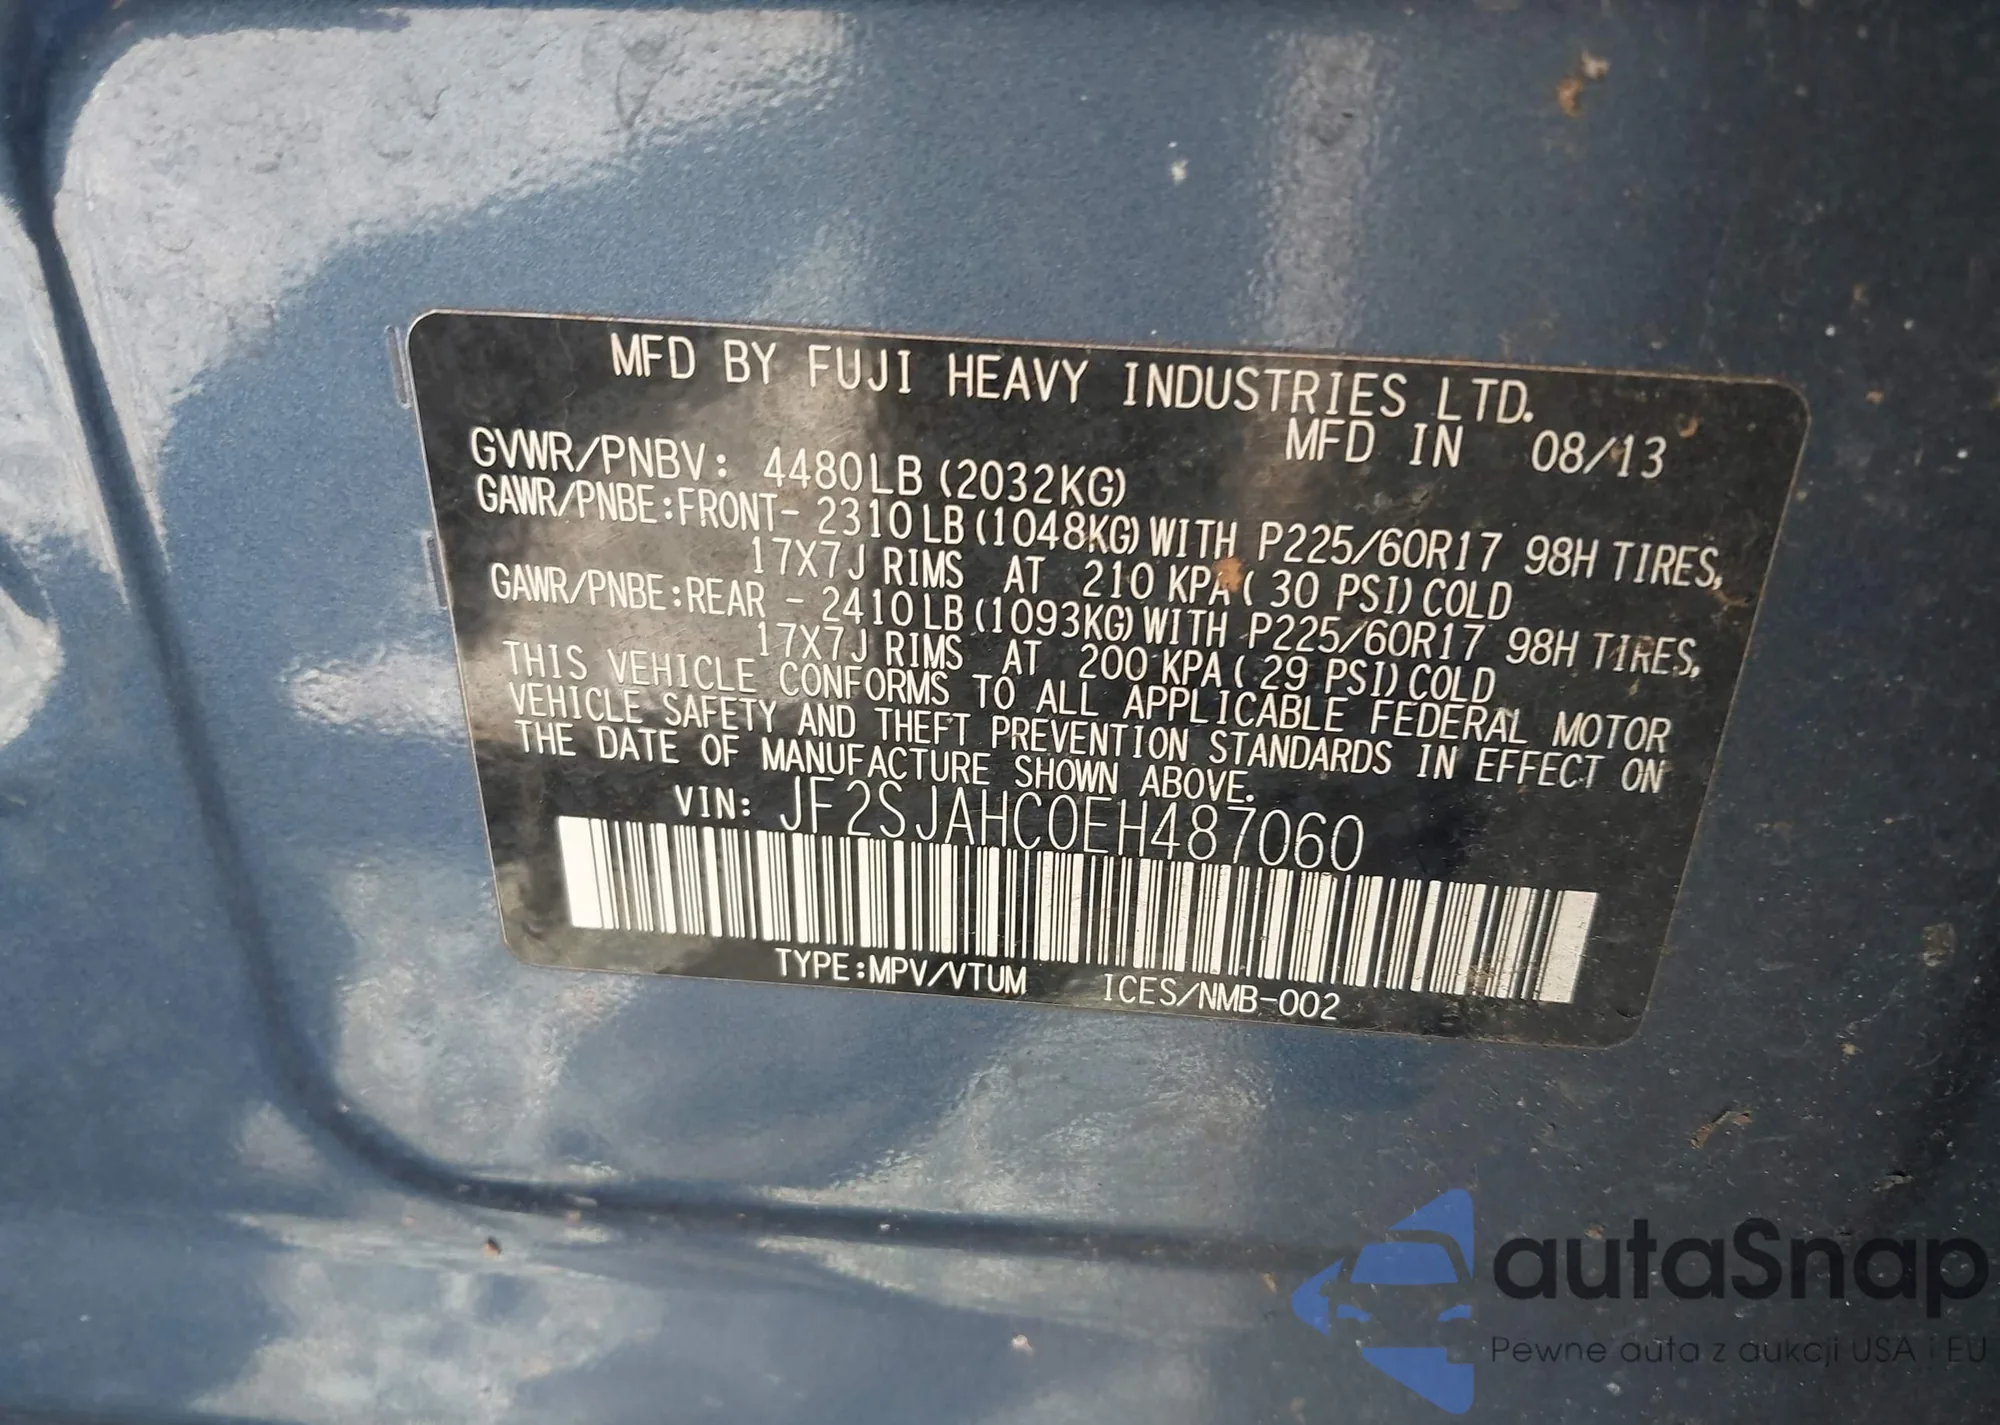 MFD BY FUJI HEAVY INDUSTRIES LTD.
MFD IN 08/13
GVWR/PNBV: 4480LB (2032KG)
GAWR/PNBE:FRONT- 2310LB (1048KG) WITH P225/60R17 98H TIRES,
17X7J RIMS AT 210 KPA ( 30 PSI) COLD
GAWR/PNBE:REAR - 2410LB (1093KG) WITH P225/60R17 98H TIRES,
17X7J RIMS AT 200 KPA ( 29 PSI) COLD
THIS VEHICLE CONFORMS TO ALL APPLICABLE FEDERAL MOTOR
VEHICLE SAFETY AND THEFT PREVENTION STANDARDS IN EFFECT ON
THE DATE OF MANUFACTURE SHOWN ABOVE.
VIN: JF2SJAHC0EH487060
TYPE:MPV/VTUM ICES/NMB-002
autaSnap
Pewne auta z aukcji USA i EU